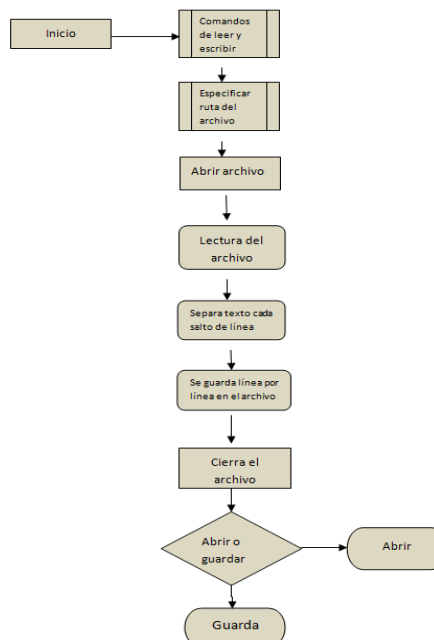 Inicio
Comandos
de leer y
escribir
Especificar
ruta del
archivo
Abrir archivo
Lectura del
archivo
Separa texto cada
salto de línea
Se guarda línea por
línea en el archivo
Cierra el
archivo
Abrir o
guardar
Abrir
Guarda